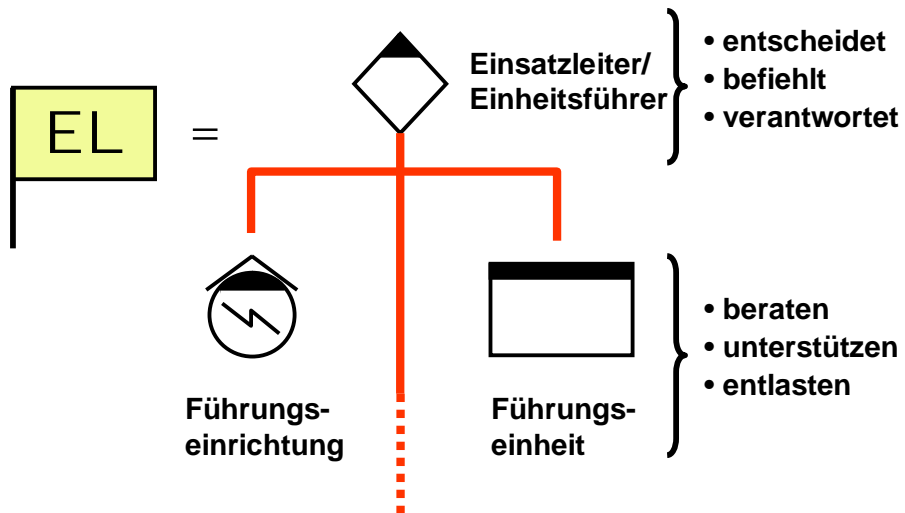 EL =
Einsatzleiter/
Einheitsführer
• entscheidet
• befiehlt
• verantwortet
Führungs-
einrichtung
Führungs-
einheit
• beraten
• unterstützen
• entlasten